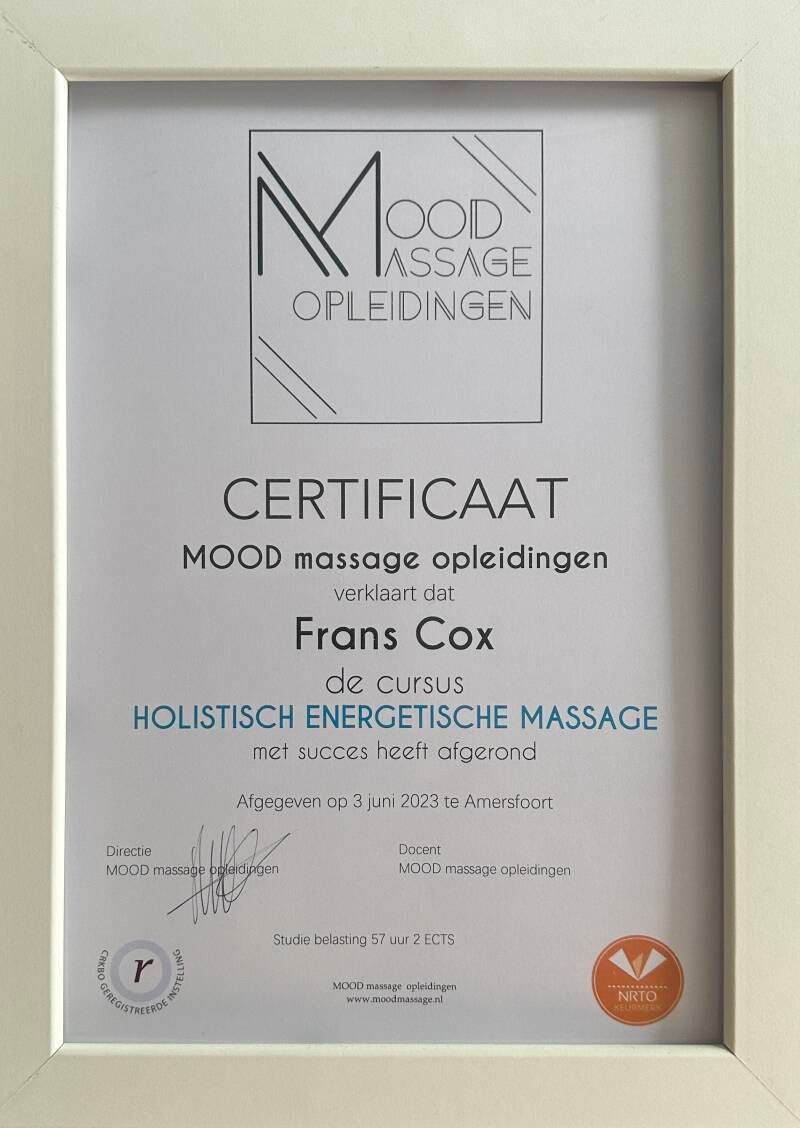 MOOD
MASSAGE
OPLEIDINGEN
CERTIFICAAT
MOOD massage opleidingen
verklaart dat
Frans Cox
de cursus
HOLISTISCH ENERGETISCHE MASSAGE
met succes heeft afgerond
Afgegeven op 3 juni 2023 te Amersfoort
Directie
MOOD massage opleidingen
Docent
MOOD massage opleidingen
Studie belasting 57 uur 2 ECTS
r
CRKBO GEREGISTREERDE INSTELLING
MOOD massage opleidingen
www.moodmassage.nl
NRTO
KEURMERK